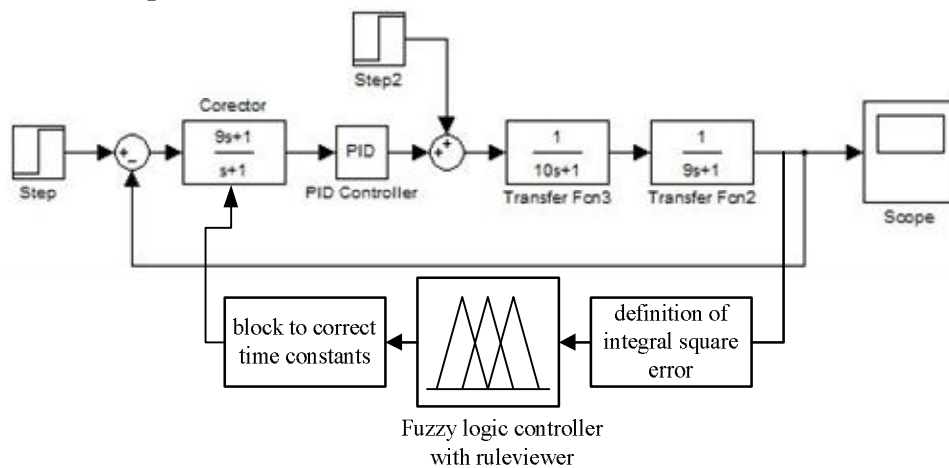 Step2
Corector
Step
+
-
9s+1
s+1
PID
PID Controller
+
+
1
10s+1
Transfer Fcn3
1
9s+1
Transfer Fcn2
Scope
block to correct
time constants
definition of
integral square
error
Fuzzy logic controller
with ruleviewer